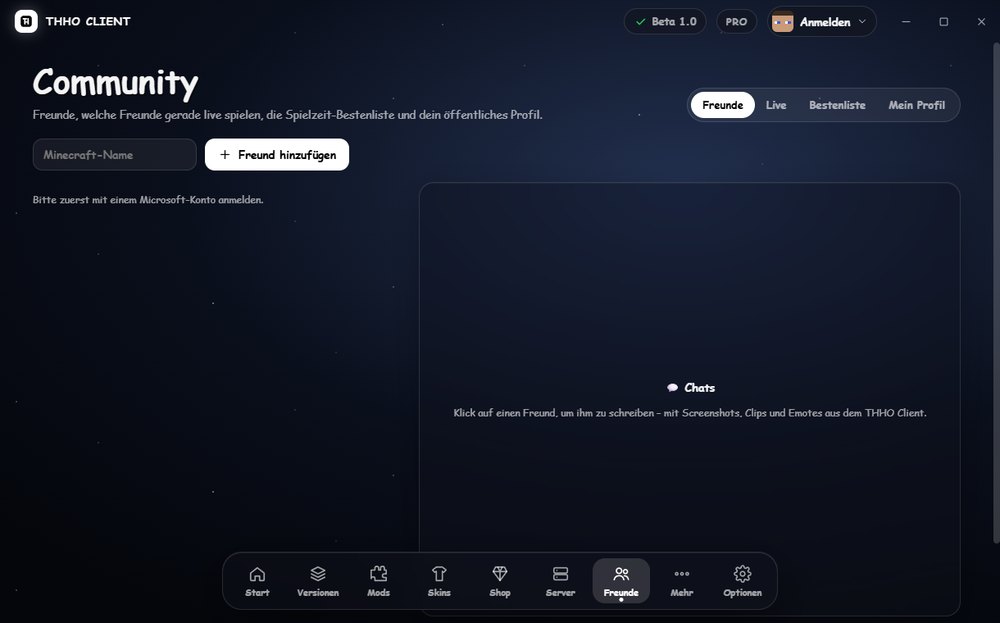 THHO CLIENT
Beta 1.0
PRO
Anmelden
Community
Freunde, welche Freunde gerade live spielen, die Spielzeit-Bestenliste und dein öffentliches Profil.
Freunde
Live
Bestenliste
Mein Profil
Minecraft-Name
+ Freund hinzufügen
Bitte zuerst mit einem Microsoft-Konto anmelden.
Chats
Klick auf einen Freund, um ihm zu schreiben – mit Screenshots, Clips und Emotes aus dem THHO Client.
Start
Versionen
Mods
Skins
Shop
Server
Freunde
Mehr
Optionen